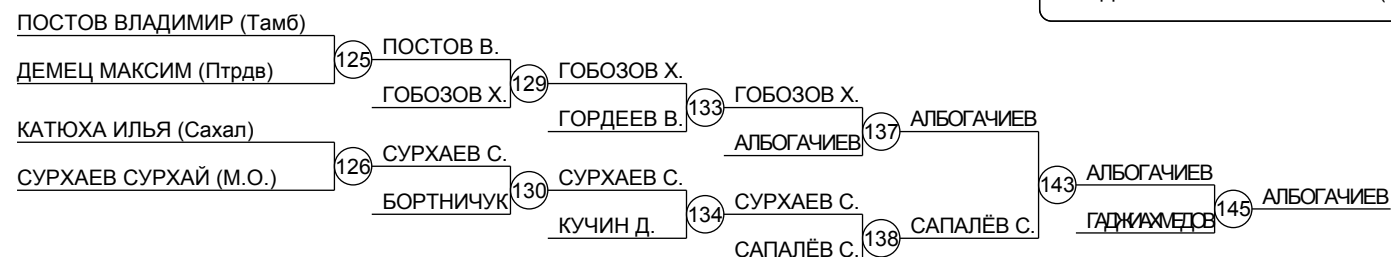 ПОСТОВ ВЛАДИМИР (Тамб)
125
ПОСТОВ В.
ДЕМЕЦ МАКСИМ (Птрдв)
ГОБОЗОВ Х.
129
ГОБОЗОВ Х.
ГОРДЕЕВ В.
133
ГОБОЗОВ Х.
АЛБОГАЧИЕВ
137
АЛБОГАЧИЕВ
КАТЮХА ИЛЬЯ (Сахал)
126
СУРХАЕВ С.
СУРХАЕВ СУРХАЙ (М.О.)
БОРТНИЧУК
130
СУРХАЕВ С.
КУЧИН Д.
134
СУРХАЕВ С.
САПАЛЁВ С.
138
САПАЛЁВ С.
143
АЛБОГАЧИЕВ
ГАДЖИАХМЕДОВ
145
АЛБОГАЧИЕВ